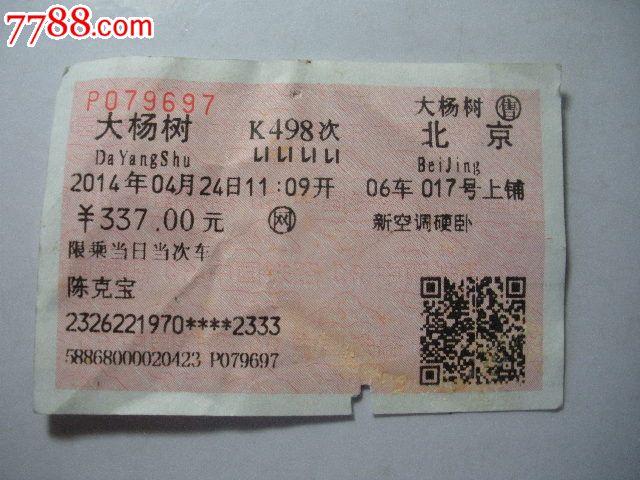 7788.com
P079697
大杨树 售
大杨树 K498次 北京
DaYangShu BeiJing
2014年04月24日11:09开 06车017号上铺
¥337.00元 网 新空调硬卧
限乘当日当次车
陈克宝
2326221970****2333
58868000020423 P079697